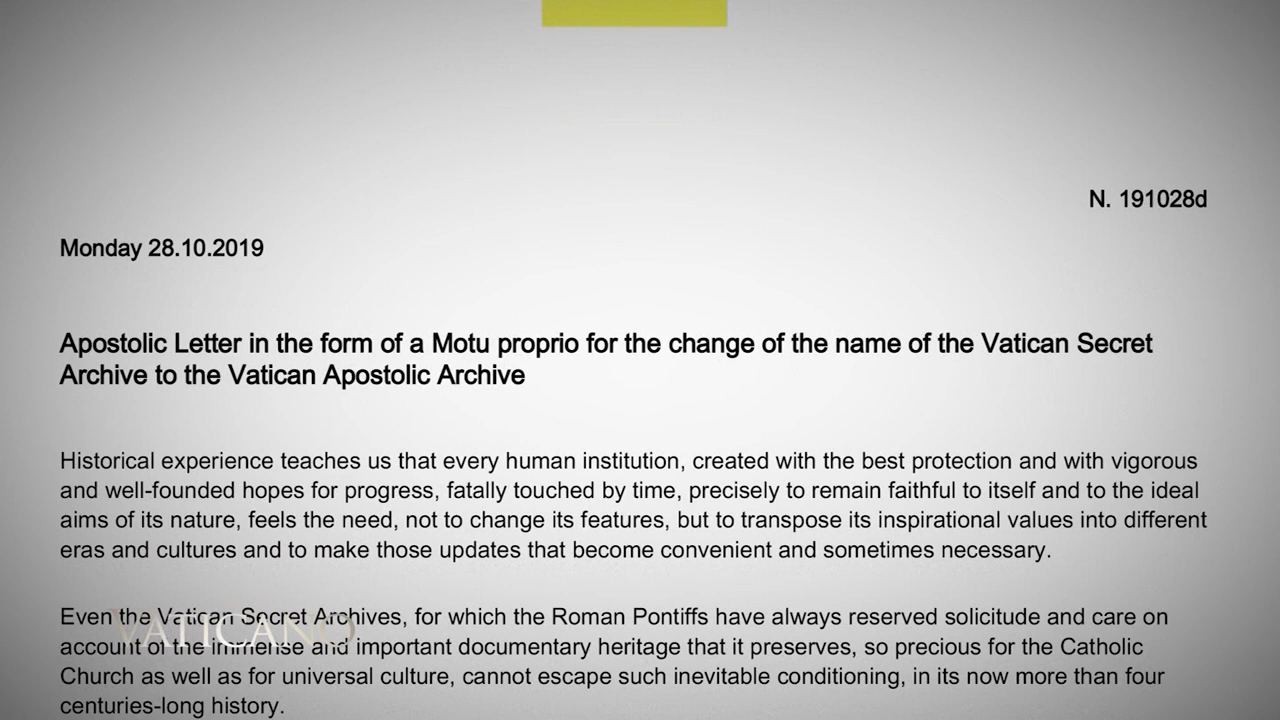 N. 191028d
Monday 28.10.2019
Apostolic Letter in the form of a Motu proprio for the change of the name of the Vatican Secret
Archive to the Vatican Apostolic Archive
Historical experience teaches us that every human institution, created with the best protection and with vigorous
and well-founded hopes for progress, fatally touched by time, precisely to remain faithful to itself and to the ideal
aims of its nature, feels the need, not to change its features, but to transpose its inspirational values into different
eras and cultures and to make those updates that become convenient and sometimes necessary.
Even the Vatican Secret Archives, for which the Roman Pontiffs have always reserved solicitude and care on
VATICANO
account of the immense and important documentary heritage that it preserves, so precious for the Catholic
Church as well as for universal culture, cannot escape such inevitable conditioning, in its now more than four
centuries-long history.